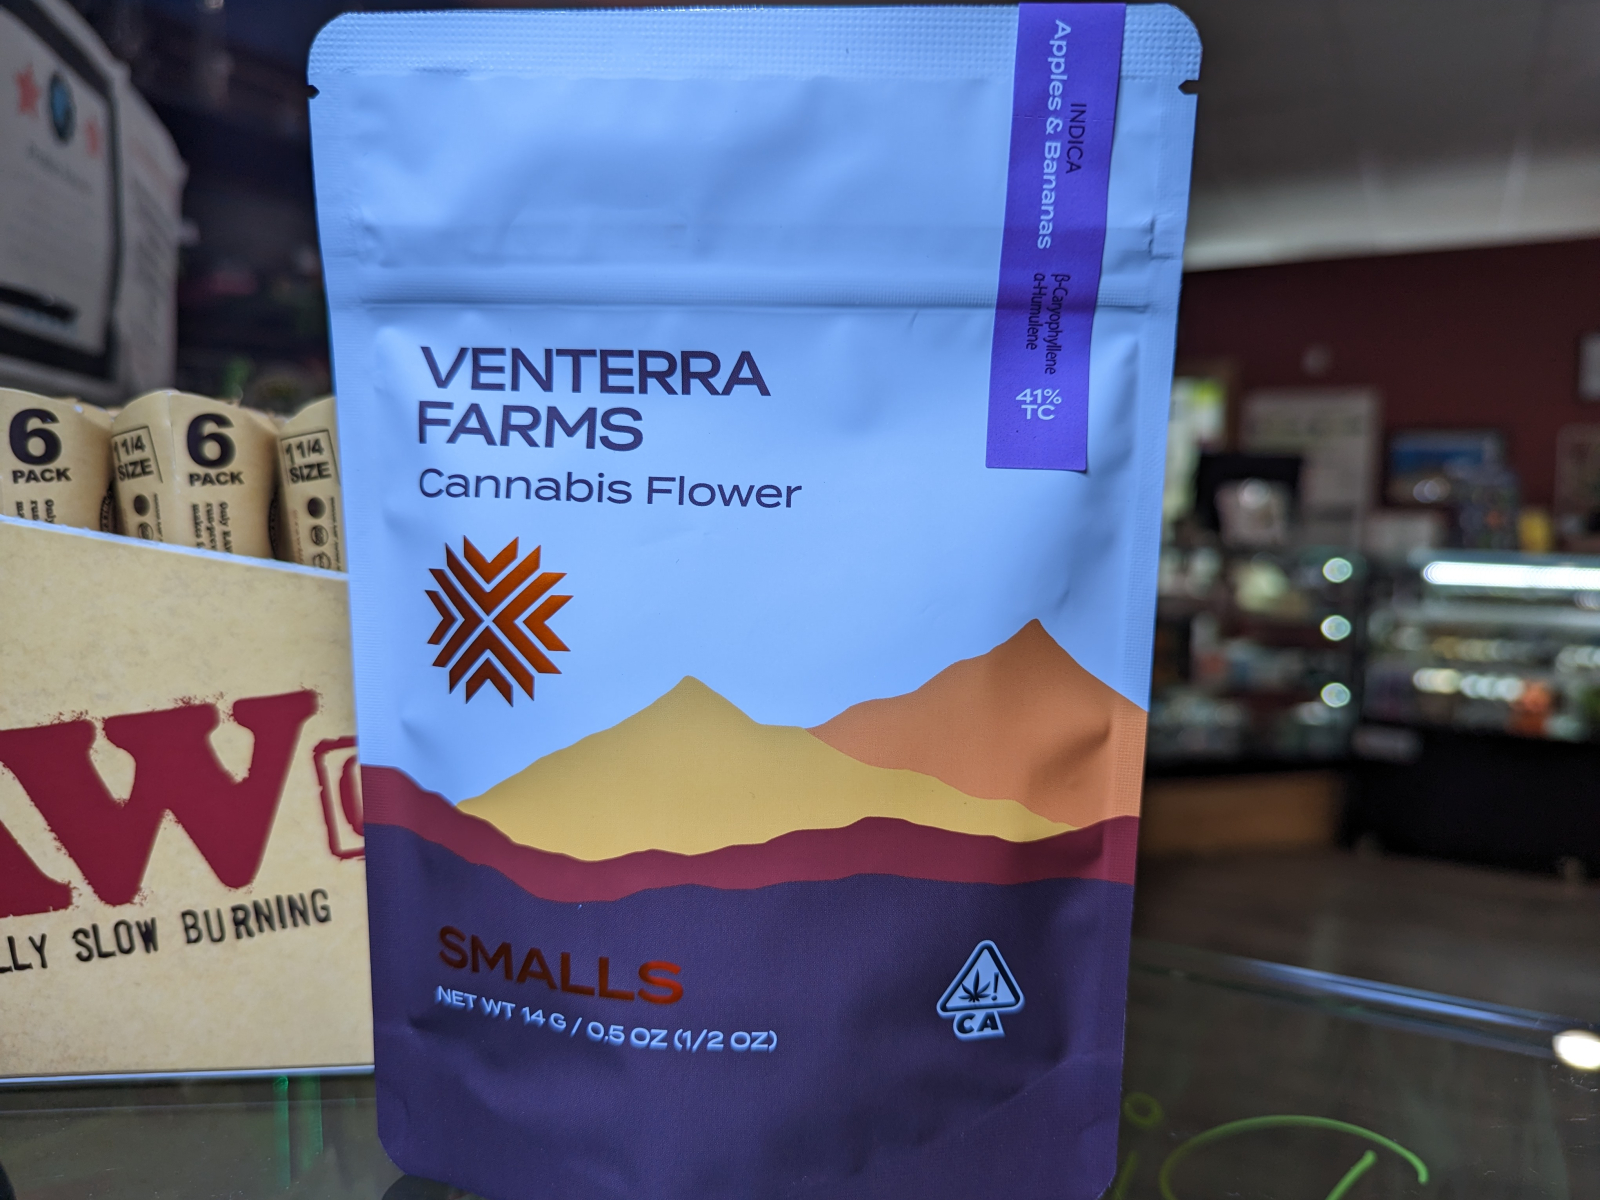 INDICA
Apples & Bananas
β-Caryophyllene
α-Humulene
41%
TC
VENTERRA
FARMS
Cannabis Flower
SMALLS
NET WT 14 G / 0.5 OZ (1/2 OZ)
CA
6
PACK
1 1/4
SIZE
6
PACK
1 1/4
SIZE
Only
AW
SLOW BURNING